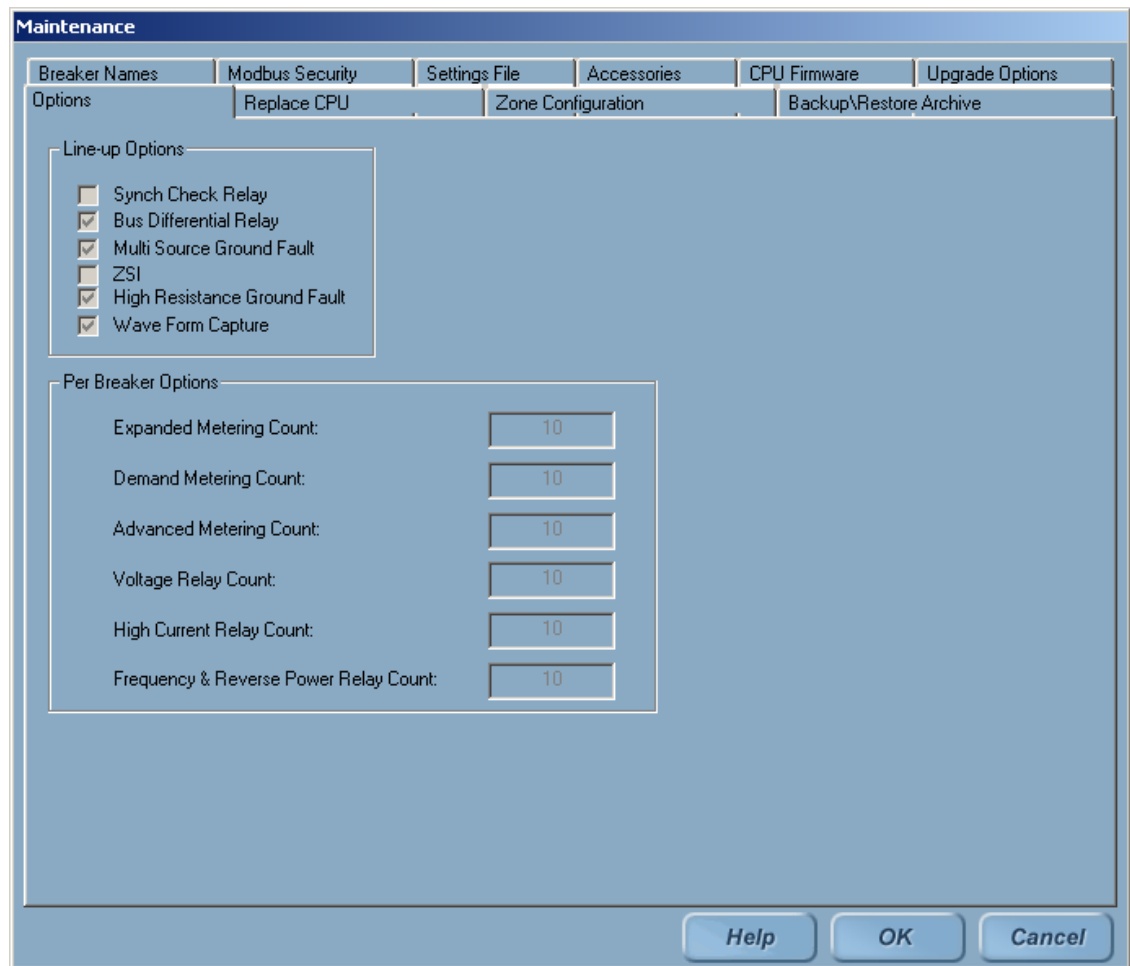 Maintenance
Breaker Names Modbus Security Settings File Accessories CPU Firmware Upgrade Options
Options Replace CPU Zone Configuration Backup\Restore Archive
Line-up Options
Synch Check Relay
Bus Differential Relay
Multi Source Ground Fault
ZSI
High Resistance Ground Fault
Wave Form Capture
Per Breaker Options
Expanded Metering Count: 10
Demand Metering Count: 10
Advanced Metering Count: 10
Voltage Relay Count: 10
High Current Relay Count: 10
Frequency & Reverse Power Relay Count: 10
Help OK Cancel